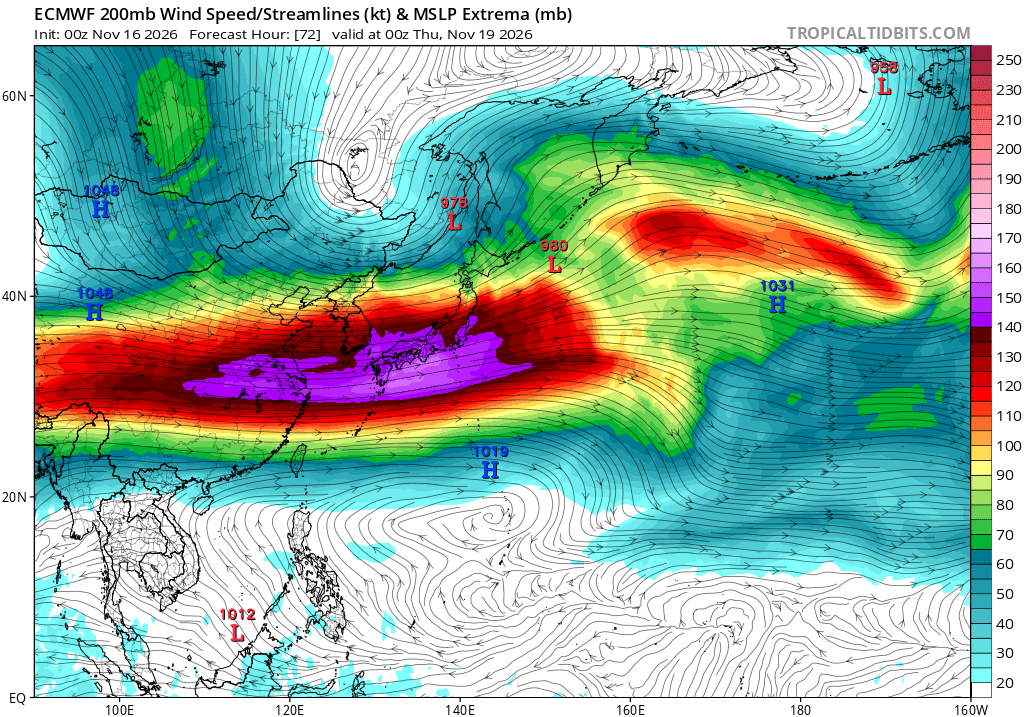 ECMWF 200mb Wind Speed/Streamlines (kt) & MSLP Extrema (mb)
Init: 00z Nov 16 2026 Forecast Hour: [72] valid at 00z Thu, Nov 19 2026
TROPICALTIDBITS.COM
250
958
L
60N
230
210
200
1048
H
190
978
L
180
170
980
L
160
1031
H
1048
H
40N
150
140
130
120
110
100
1019
H
90
20N
80
70
60
50
1012
L
40
30
20
EQ
100E
120E
140E
160E
180
160W